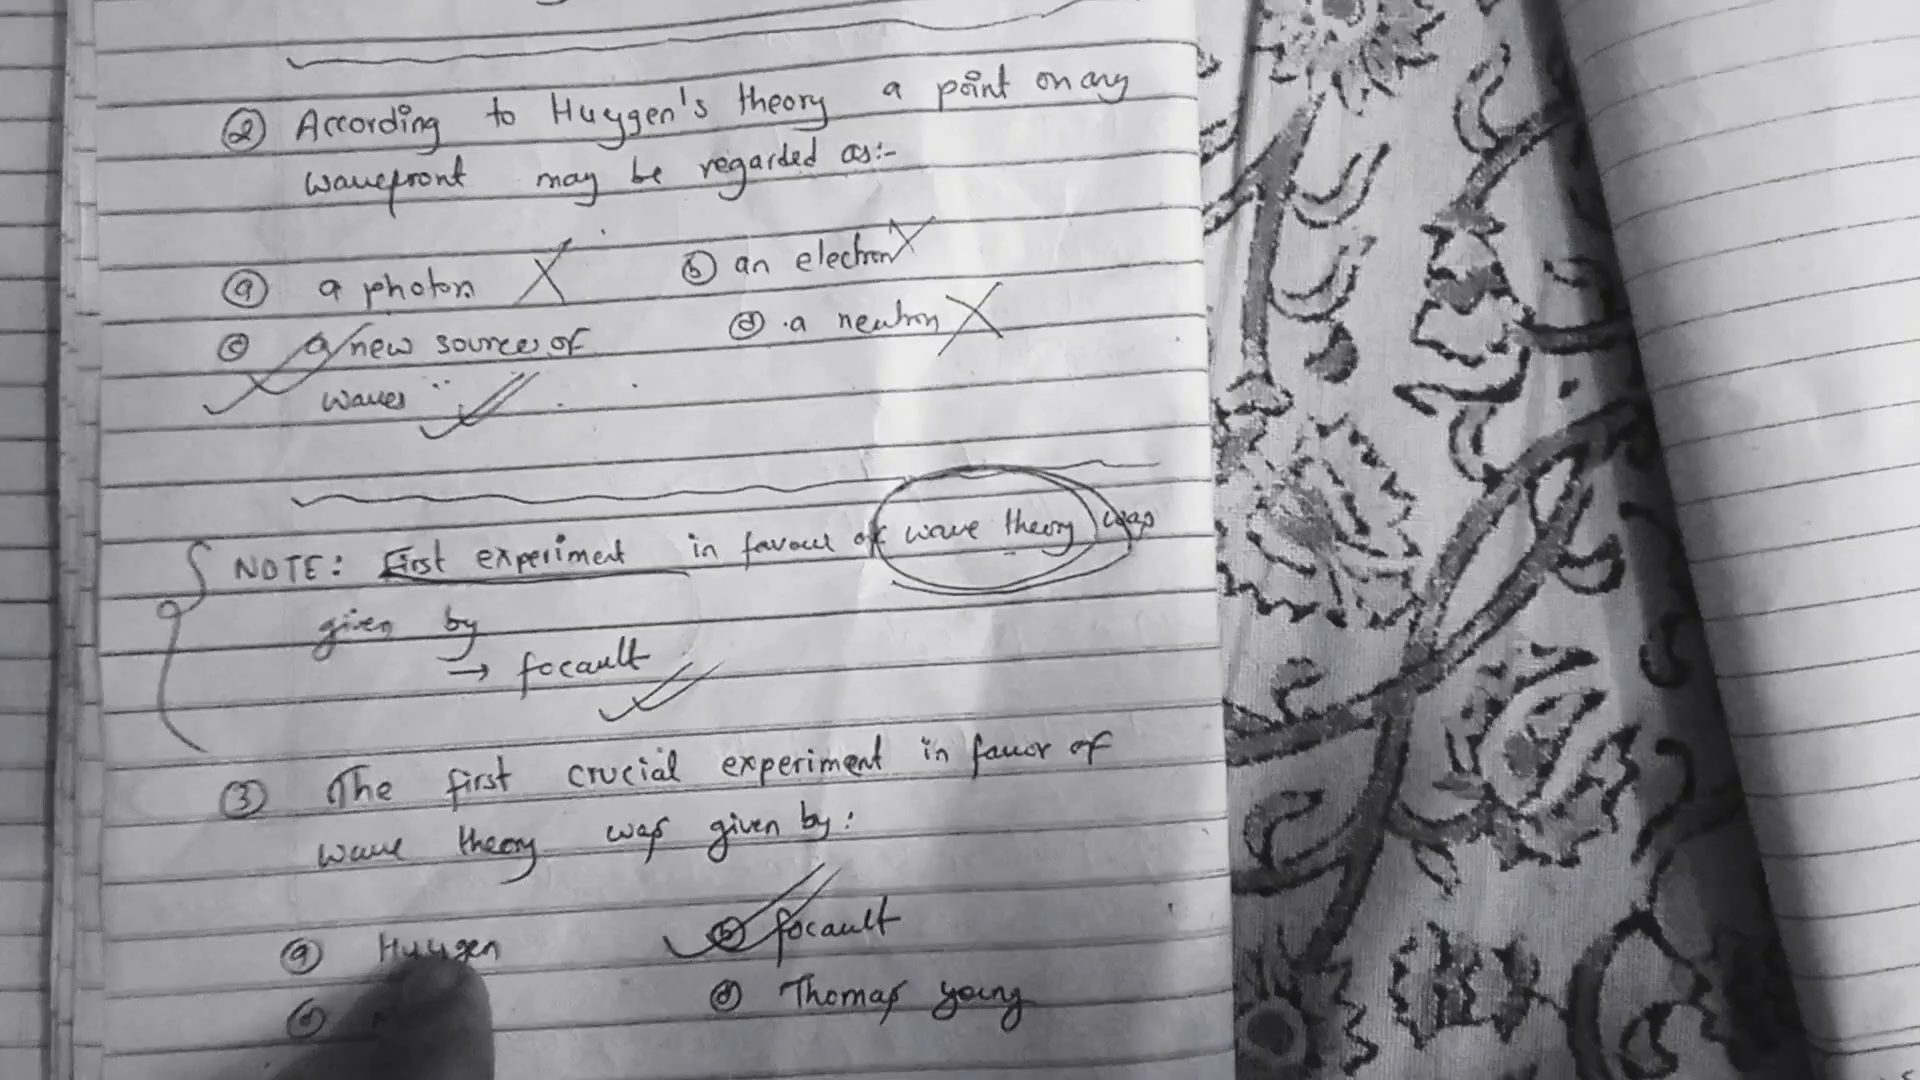 ② According to Huygen's theory a point on any
wavefront may be regarded as:-
ⓐ a photon ⓑ an electron
ⓒ a new source of ⓓ a neutron
waves
NOTE: First experiment in favour of wave theory was
given by
→ focault
③ The first crucial experiment in favor of
wave theory was given by:
ⓐ Huygen ⓑ focault
ⓓ Thomas young